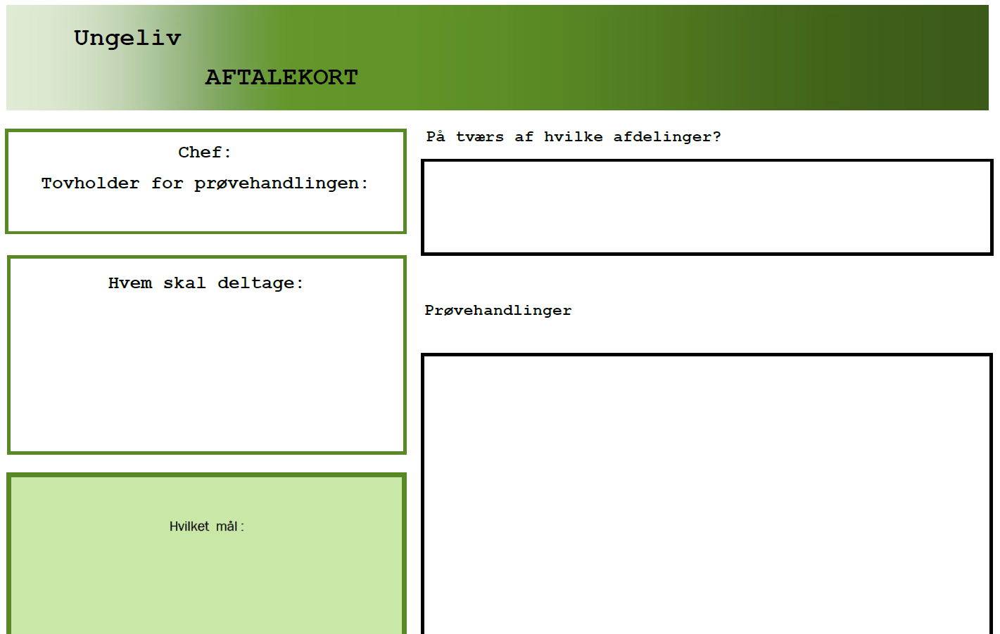 Ungeliv
AFTALEKORT
Chef:
Tovholder for prøvehandlingen:
Hvem skal deltage:
Hvilket mål:
På tværs af hvilke afdelinger?
Prøvehandlinger